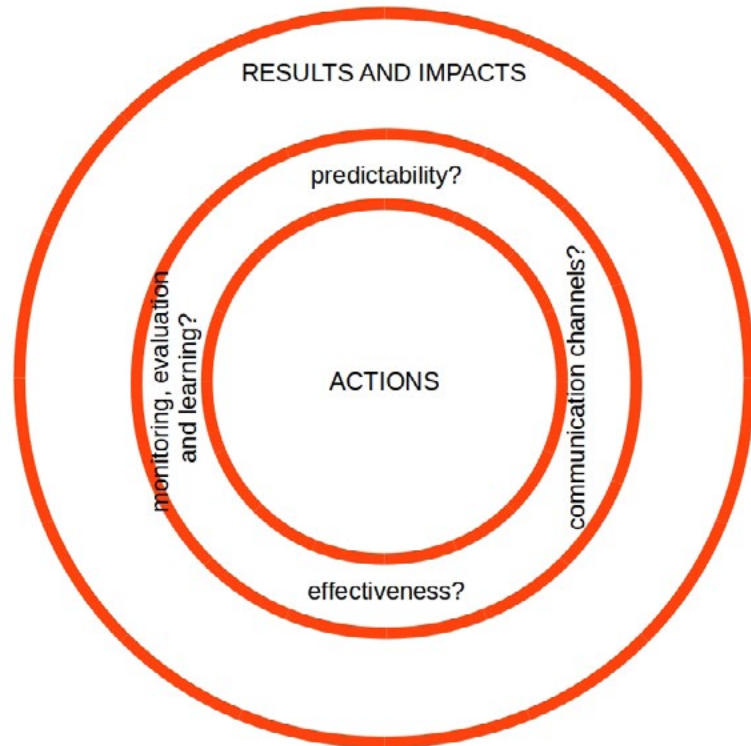 RESULTS AND IMPACTS
predictability?
monitoring, evaluation
and learning?
ACTIONS
communication channels?
effectiveness?